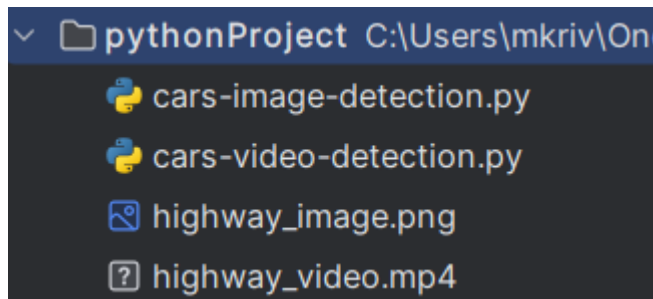 pythonProject C:\Users\mkriv\On
cars-image-detection.py
cars-video-detection.py
highway_image.png
? highway_video.mp4